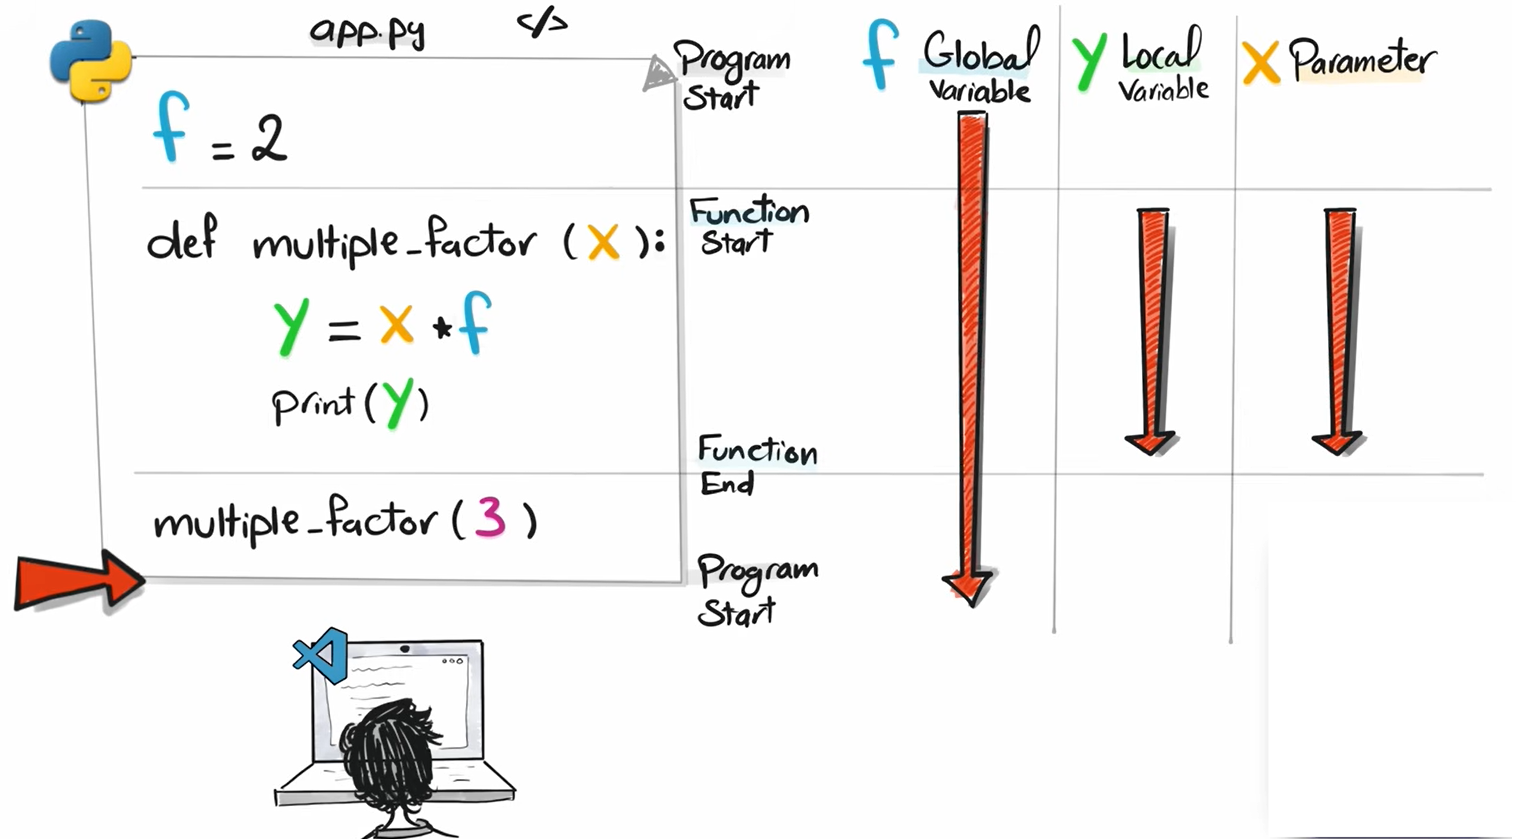 app.py </>
f = 2
def multiple_factor (x):
y = x * f
print(y)
multiple_factor (3)
Program
Start
Function
Start
Function
End
Program
Start
f Global
Variable
y Local
Variable
x Parameter